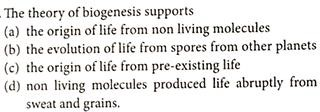 . The theory of biogenesis supports
(a) the origin of life from non living molecules
(b) the evolution of life from spores from other planets
(c) the origin of life from pre-existing life
(d) non living molecules produced life abruptly from
sweat and grains.